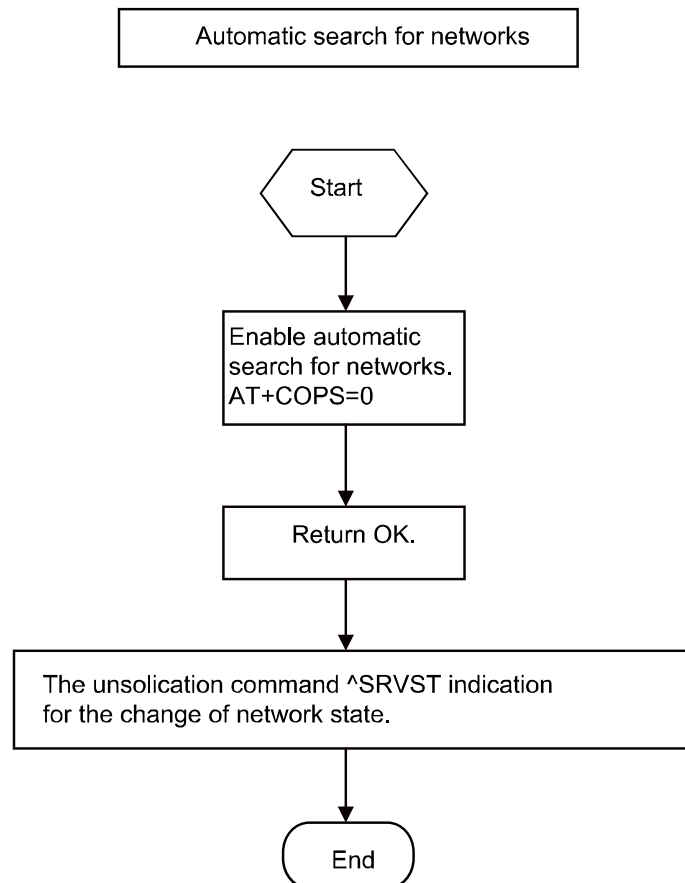 Automatic search for networks
Start
Enable automatic
search for networks.
AT+COPS=0
Return OK.
The unsolication command ^SRVST indication
for the change of network state.
End